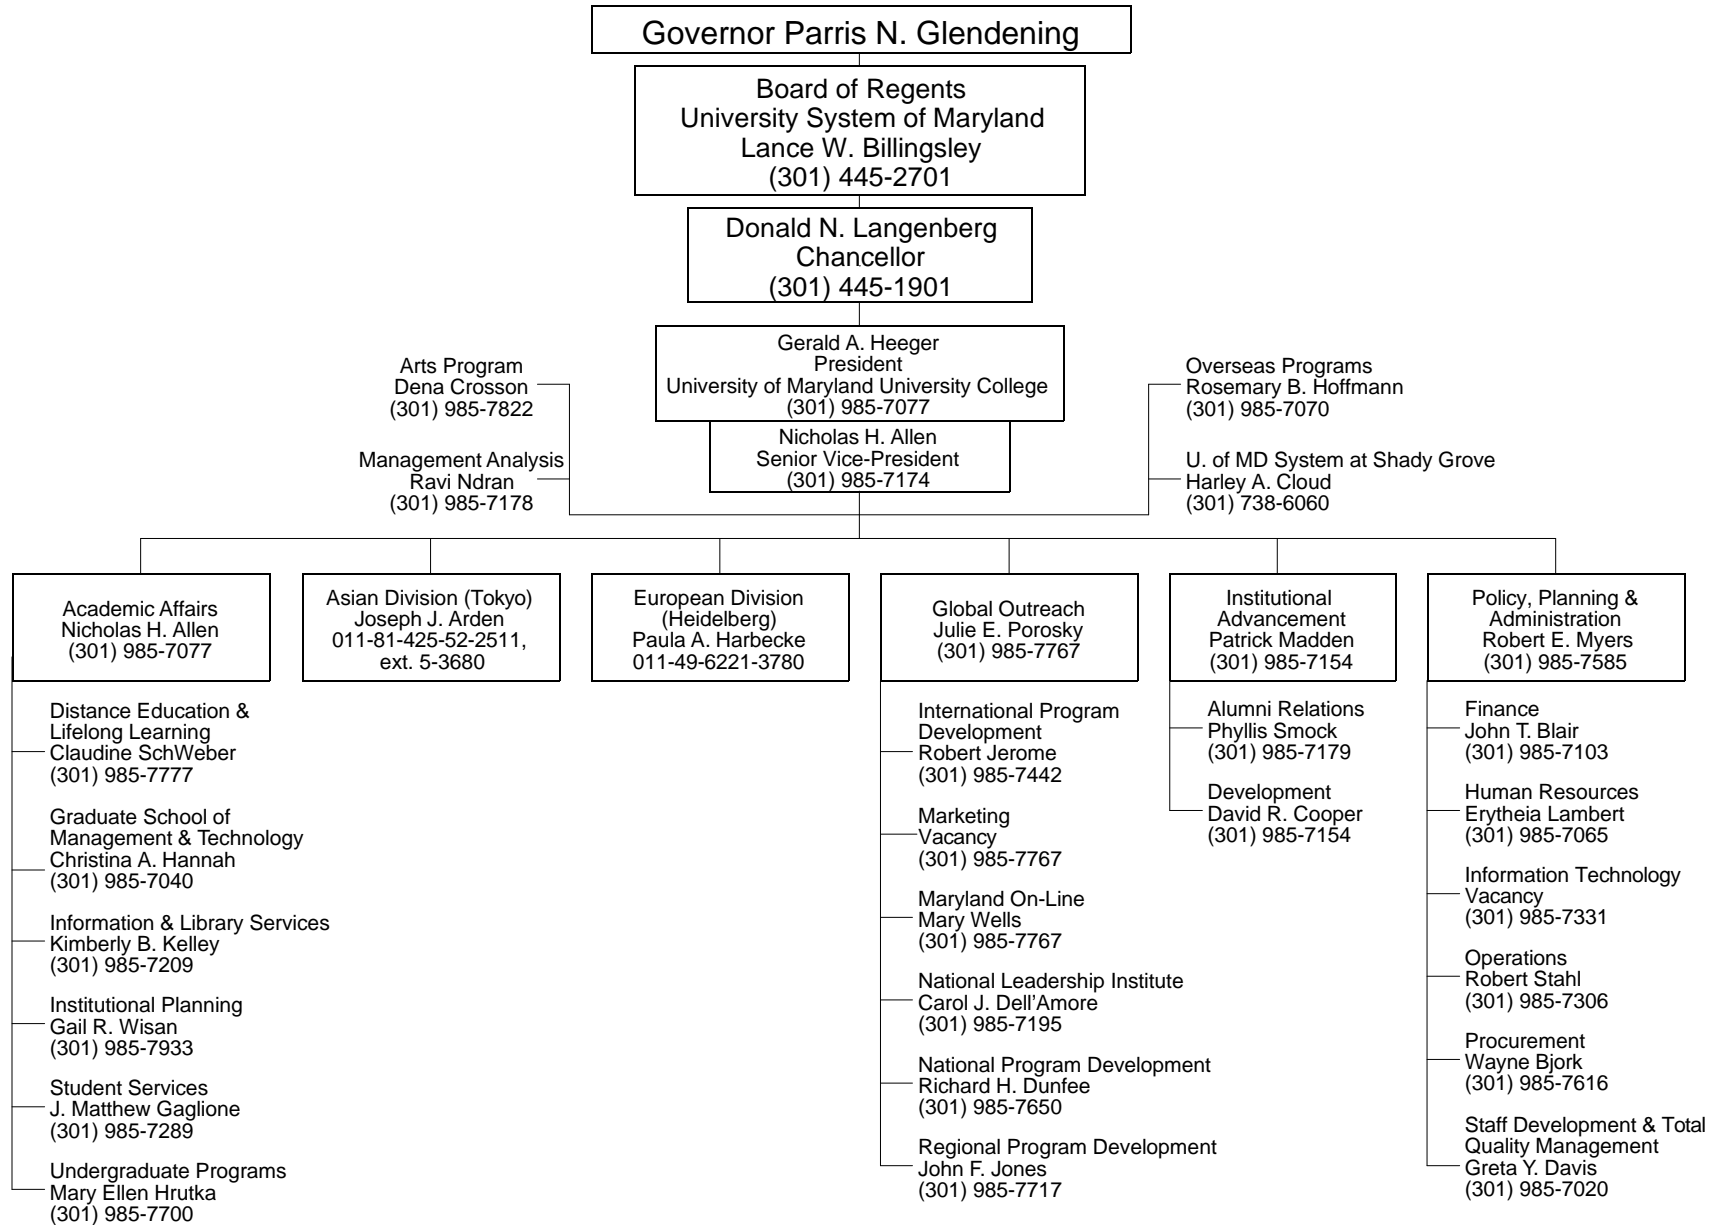 Governor Parris N. Glendening
Board of Regents
University System of Maryland
Lance W. Billingsley
(301) 445-2701
Donald N. Langenberg
Chancellor
(301) 445-1901
Gerald A. Heeger
President
University of Maryland University College
(301) 985-7077
Nicholas H. Allen
Senior Vice-President
(301) 985-7174
Arts Program
Dena Crosson
(301) 985-7822
Management Analysis
Ravi Ndran
(301) 985-7178
Overseas Programs
Rosemary B. Hoffmann
(301) 985-7070
U. of MD System at Shady Grove
Harley A. Cloud
(301) 738-6060
Academic Affairs
Nicholas H. Allen
(301) 985-7077
Distance Education &
Lifelong Learning
Claudine SchWeber
(301) 985-7777
Graduate School of
Management & Technology
Christina A. Hannah
(301) 985-7040
Information & Library Services
Kimberly B. Kelley
(301) 985-7209
Institutional Planning
Gail R. Wisan
(301) 985-7933
Student Services
J. Matthew Gaglione
(301) 985-7289
Undergraduate Programs
Mary Ellen Hrutka
(301) 985-7700
Asian Division (Tokyo)
Joseph J. Arden
011-81-425-52-2511,
ext. 5-3680
European Division
(Heidelberg)
Paula A. Harbecke
011-49-6221-3780
Global Outreach
Julie E. Porosky
(301) 985-7767
International Program
Development
Robert Jerome
(301) 985-7442
Marketing
Vacancy
(301) 985-7767
Maryland On-Line
Mary Wells
(301) 985-7767
National Leadership Institute
Carol J. Dell'Amore
(301) 985-7195
National Program Development
Richard H. Dunfee
(301) 985-7650
Regional Program Development
John F. Jones
(301) 985-7717
Institutional
Advancement
Patrick Madden
(301) 985-7154
Alumni Relations
Phyllis Smock
(301) 985-7179
Development
David R. Cooper
(301) 985-7154
Policy, Planning &
Administration
Robert E. Myers
(301) 985-7585
Finance
John T. Blair
(301) 985-7103
Human Resources
Erytheia Lambert
(301) 985-7065
Information Technology
Vacancy
(301) 985-7331
Operations
Robert Stahl
(301) 985-7306
Procurement
Wayne Bjork
(301) 985-7616
Staff Development & Total
Quality Management
Greta Y. Davis
(301) 985-7020